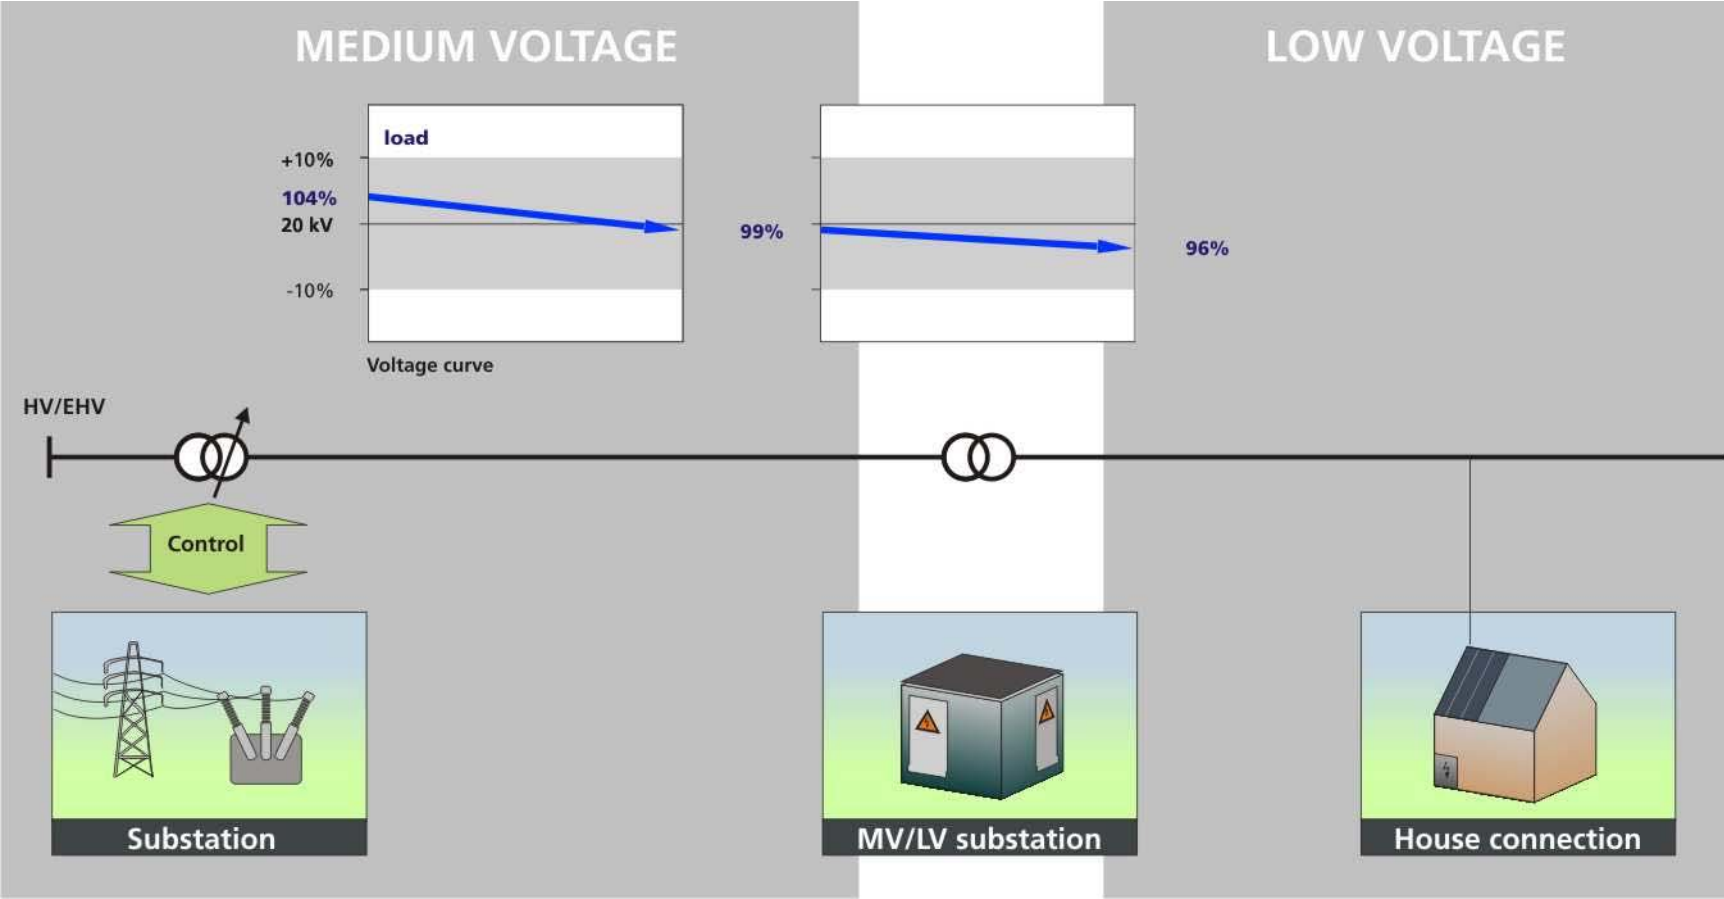 MEDIUM VOLTAGE
LOW VOLTAGE
load
+10%
104%
20 kV
99%
96%
-10%
Voltage curve
HV/EHV
Control
Substation
MV/LV substation
House connection